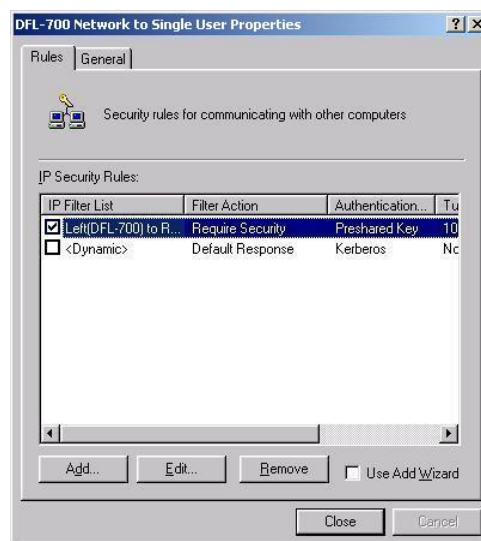 DFL-700 Network to Single User Properties
Rules General
Security rules for communicating with other computers
IP Security Rules:
IP Filter List Filter Action Authentication... Tu
Left(DFL-700) to R... Require Security Preshared Key 10
<Dynamic> Default Response Kerberos Nc
Add... Edit... Remove Use Add Wizard
Close Cancel